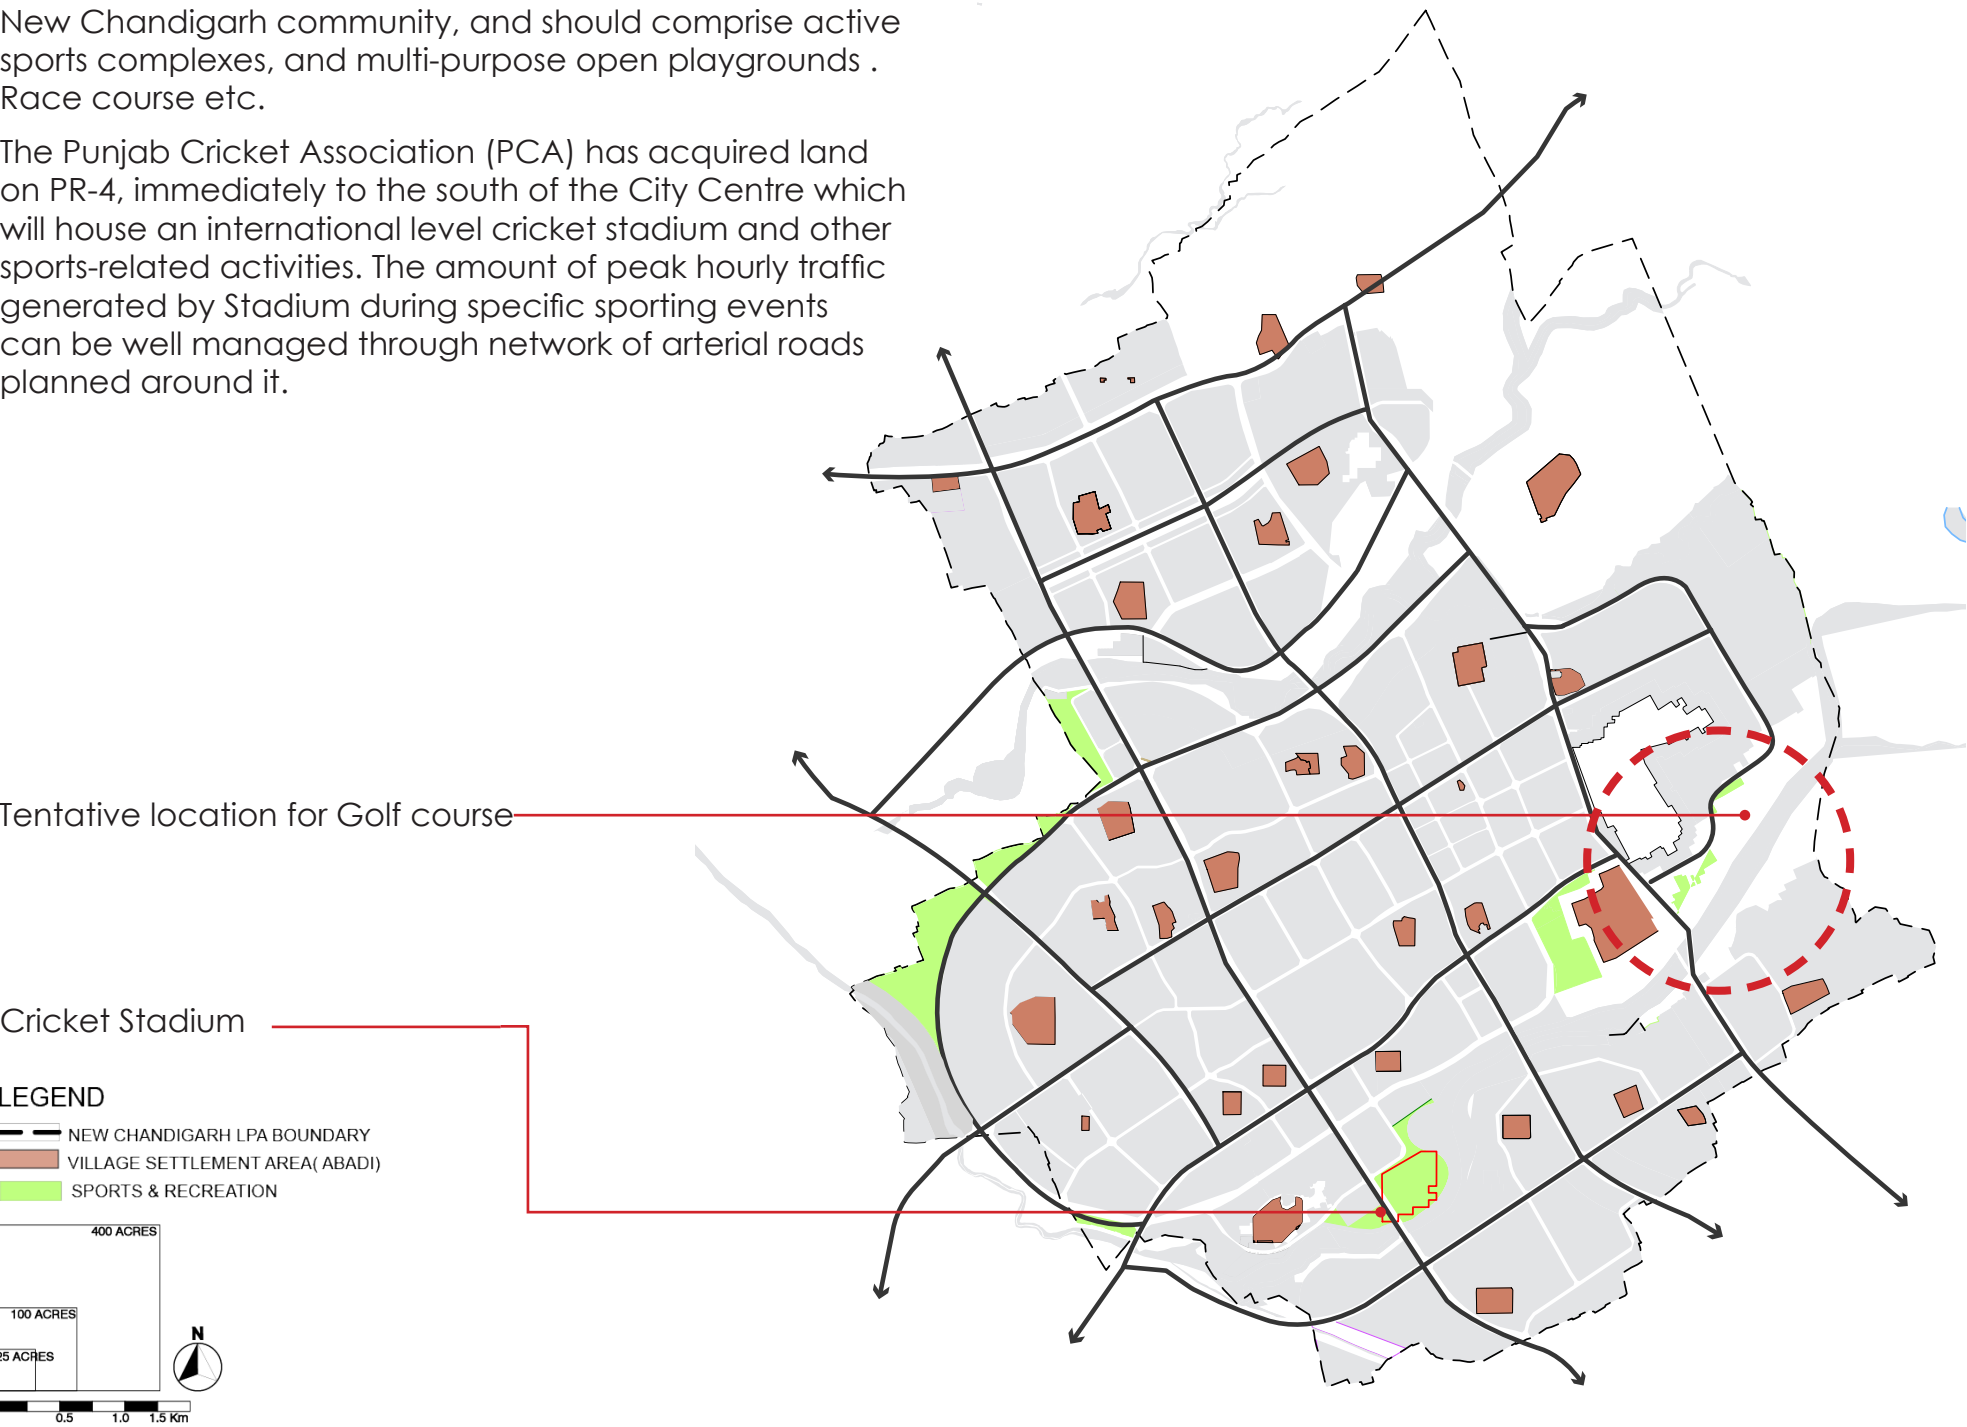 New Chandigarh community, and should comprise active
sports complexes, and multi-purpose open playgrounds .
Race course etc.
The Punjab Cricket Association (PCA) has acquired land
on PR-4, immediately to the south of the City Centre which
will house an international level cricket stadium and other
sports-related activities. The amount of peak hourly traffic
generated by Stadium during specific sporting events
can be well managed through network of arterial roads
planned around it.
Tentative location for Golf course
Cricket Stadium
LEGEND
NEW CHANDIGARH LPA BOUNDARY
VILLAGE SETTLEMENT AREA( ABADI)
SPORTS & RECREATION
400 ACRES
100 ACRES
25 ACRES
N
0.5 1.0 1.5 Km